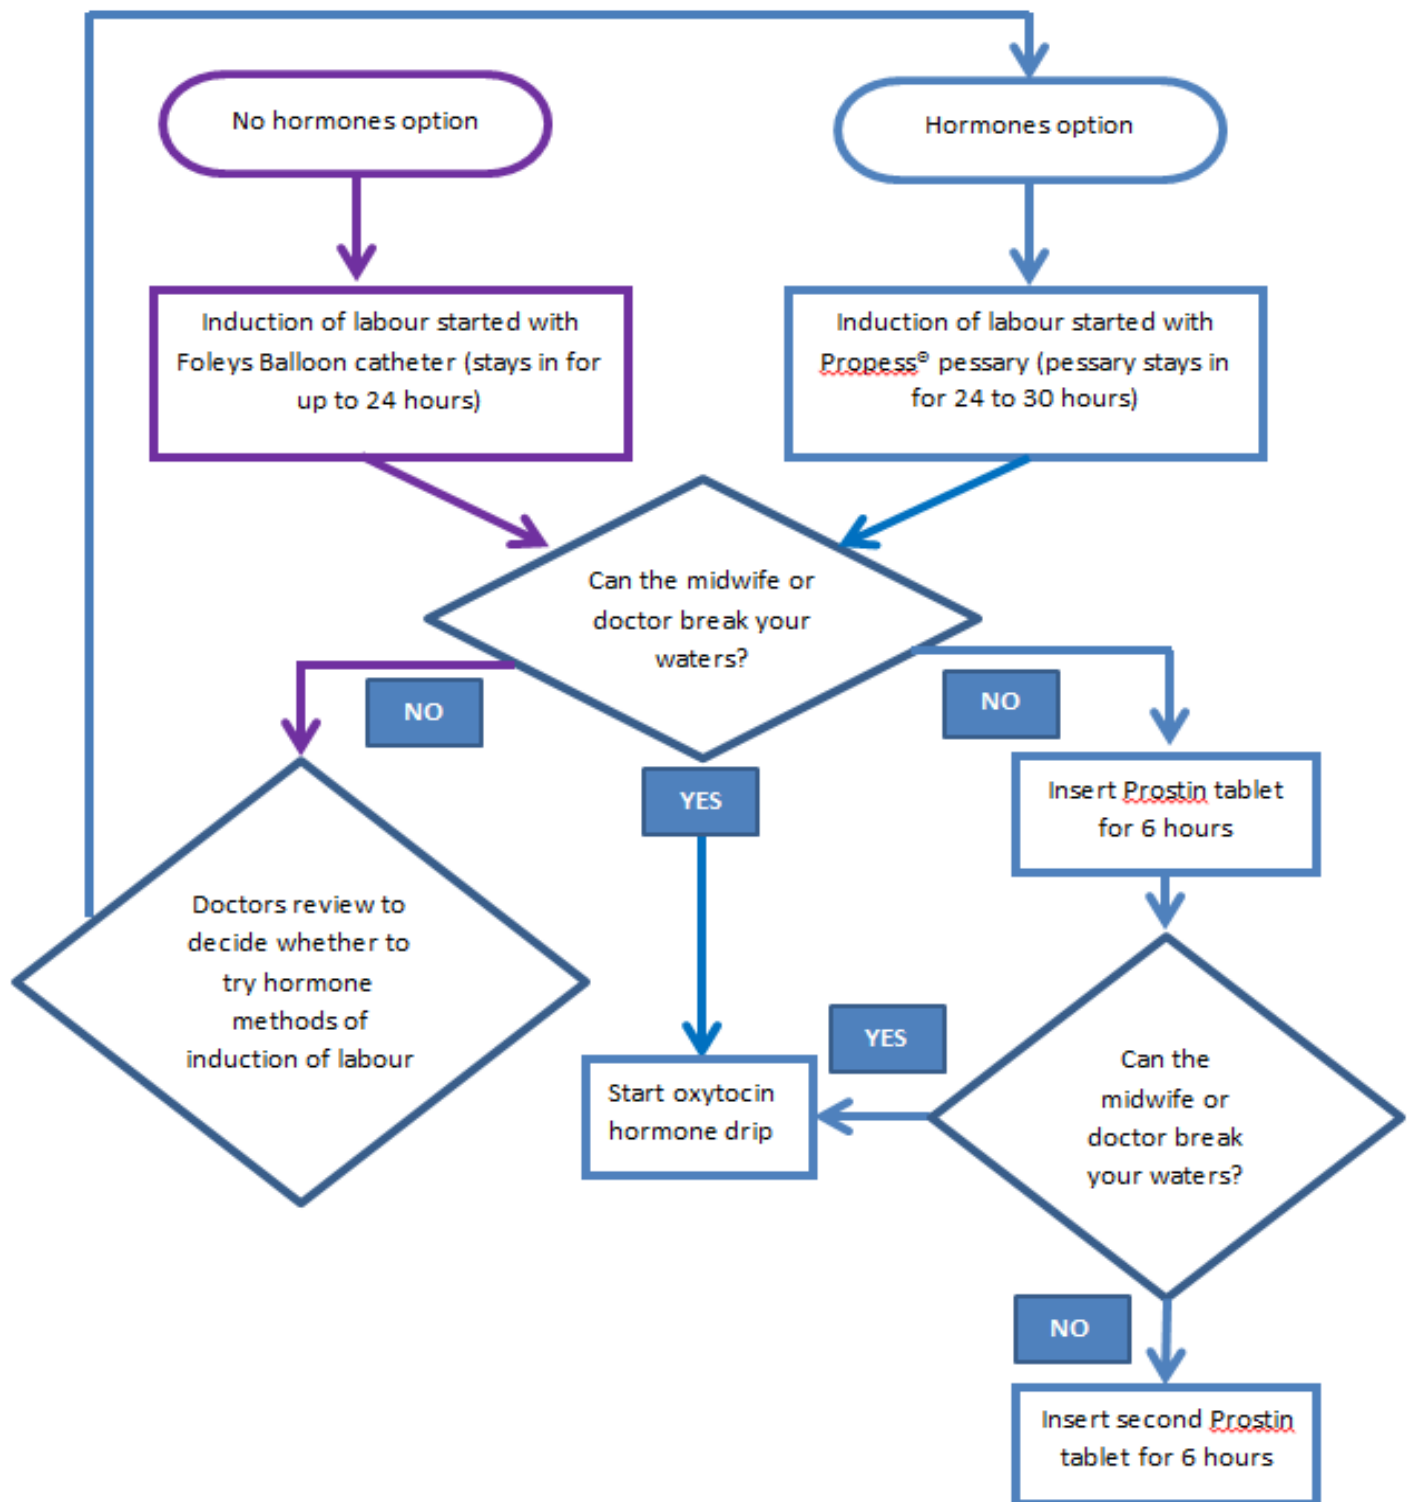 No hormones option
Hormones option
Induction of labour started with
Foleys Balloon catheter (stays in for
up to 24 hours)
Induction of labour started with
Propess® pessary (pessary stays in
for 24 to 30 hours)
Can the midwife or
doctor break your
waters?
NO
NO
YES
Insert Prostin tablet
for 6 hours
Doctors review to
decide whether to
try hormone
methods of
induction of labour
YES
Start oxytocin
hormone drip
Can the
midwife or
doctor break
your waters?
NO
Insert second Prostin
tablet for 6 hours